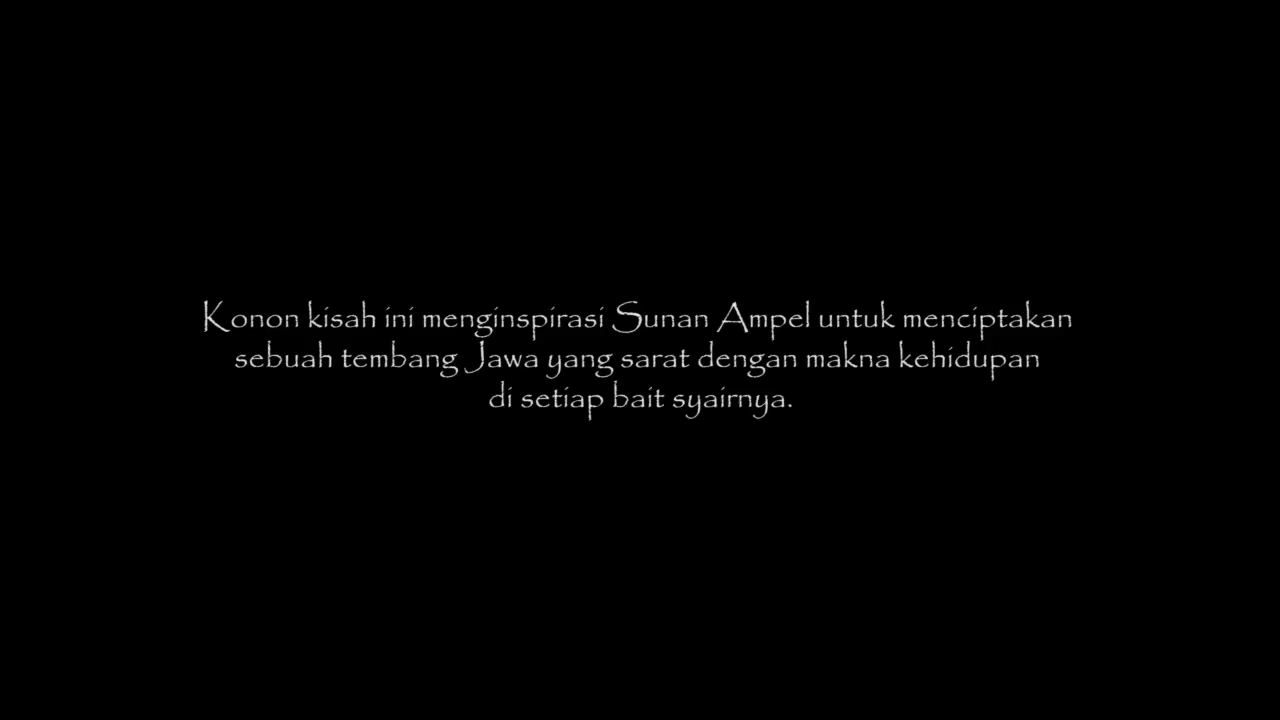 Konon kisah ini menginspirasi Sunan Ampel untuk menciptakan
sebuah tembang Jawa yang sarat dengan makna kehidupan
di setiap bait syairnya.